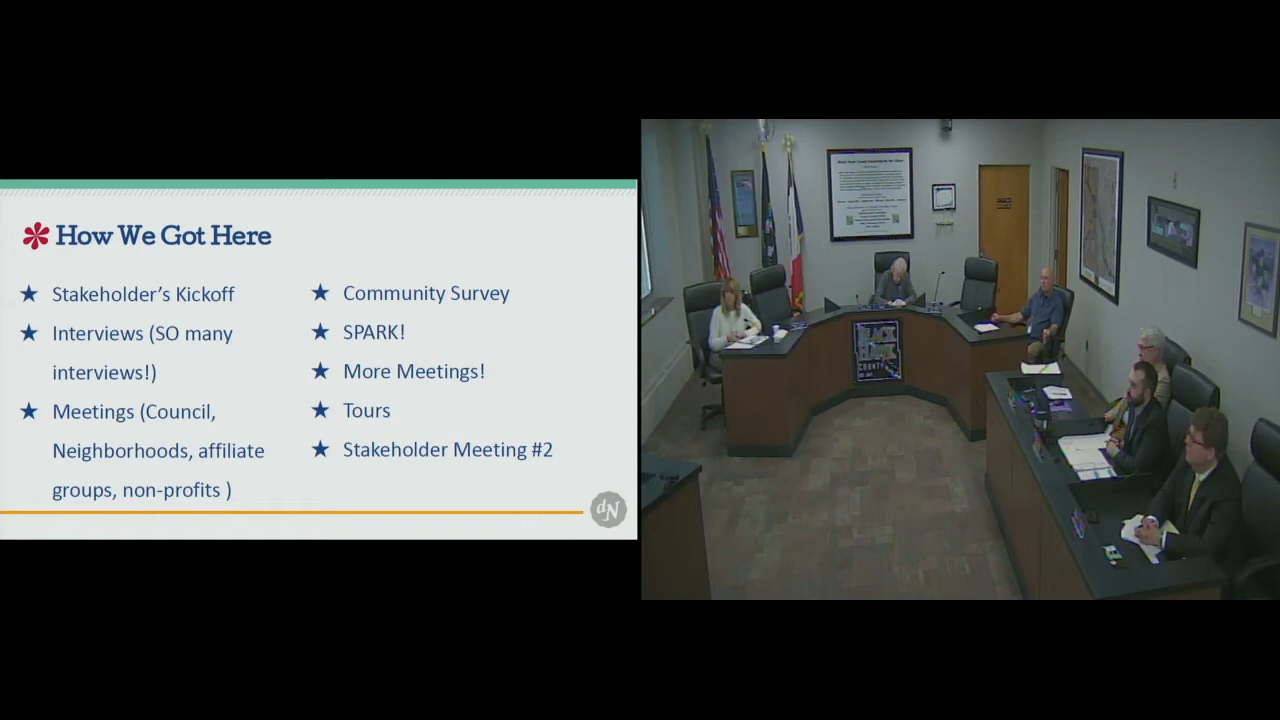 How We Got Here
★ Stakeholder's Kickoff
★ Interviews (SO many
interviews!)
★ Meetings (Council,
Neighborhoods, affiliate
groups, non-profits )
★ Community Survey
★ SPARK!
★ More Meetings!
★ Tours
★ Stakeholder Meeting #2
dN
BLACK
HAWK
COUNTY